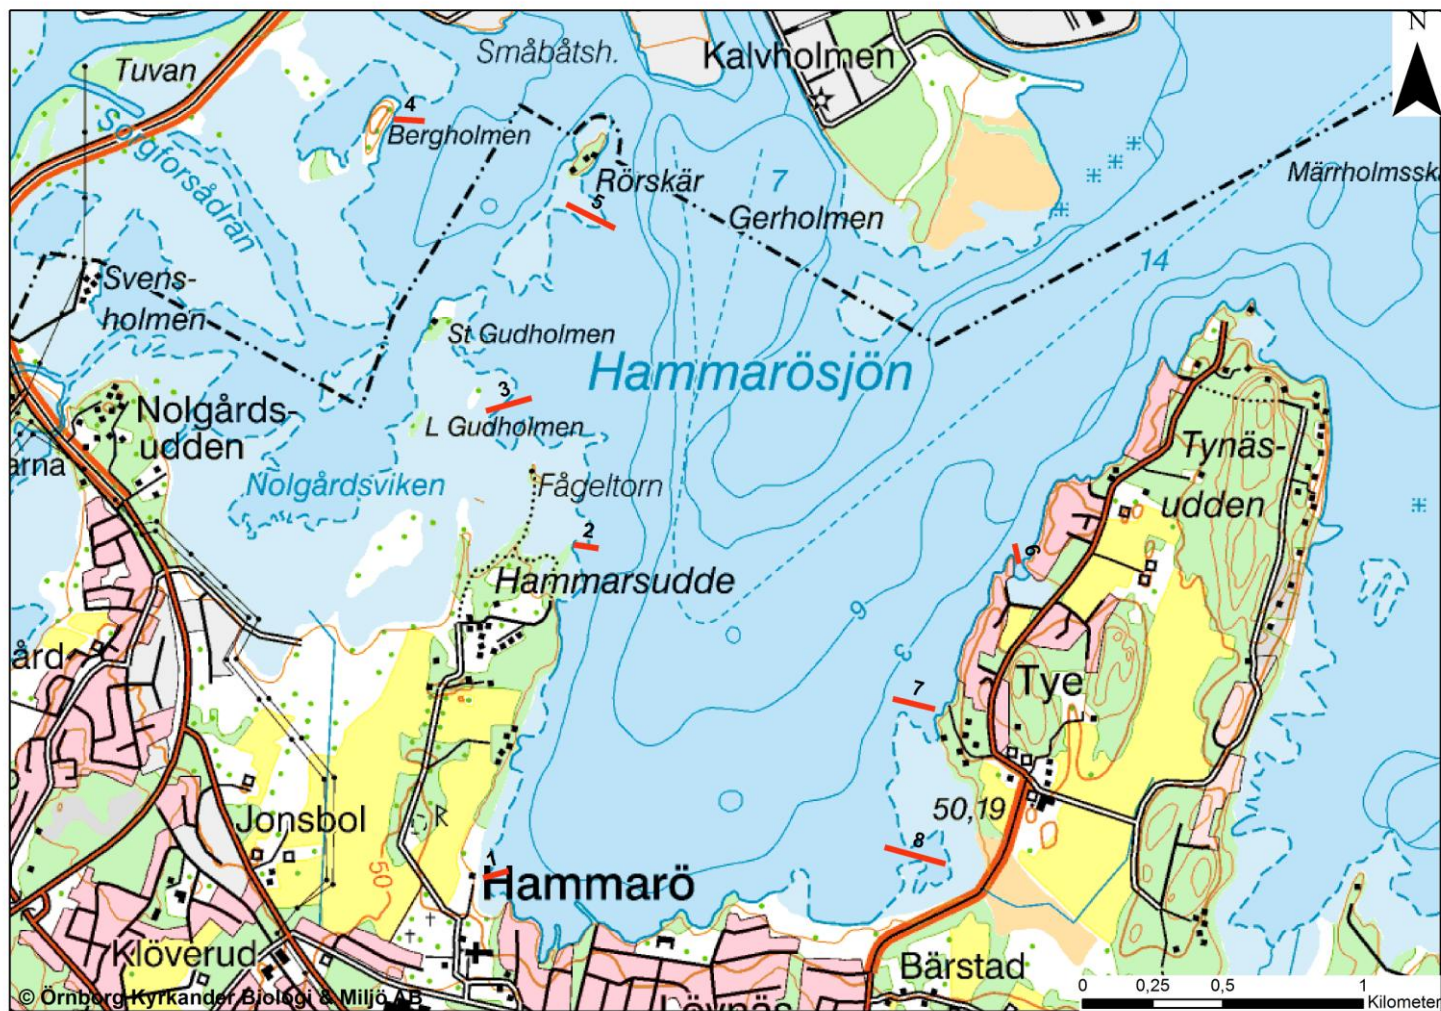 N
Småbåtsh.
Kalvholmen
Tuvan
4
Bergholmen
Sorgforsådran
Rörskär
7
Märrholmsskä
5
Gerholmen
14
Svens-
holmen
St Gudholmen
Hammarösjön
3
Nolgårds-
udden
L Gudholmen
arna
Tynäs-
udden
Nolgårdsviken
Fågeltorn
2
6
Hammarsudde
9
3
ård
Tye
7
50,19
Jonsbol
R
8
50
1
Hammarö
Klöverud
Bärstad
Lövnäs
0
0,25
0,5
1
Kilometer
© Örnborg Kyrkander Biologi & Miljö AB